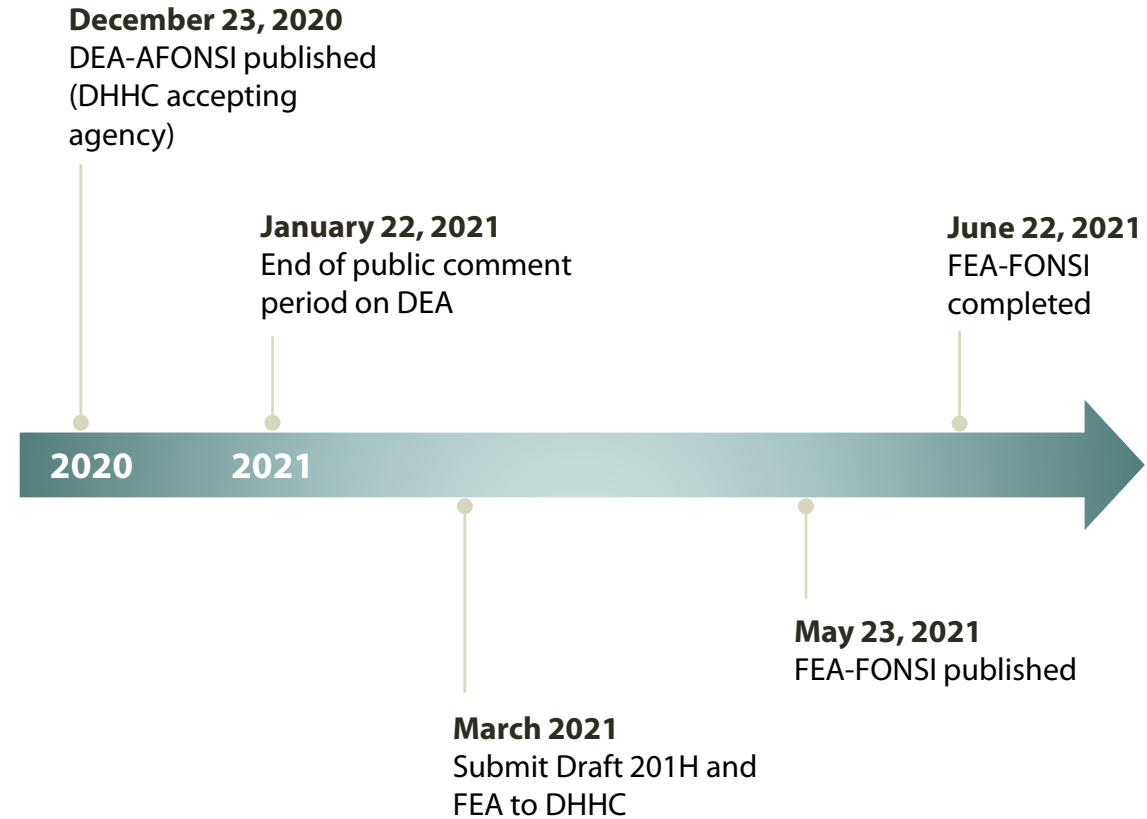 December 23, 2020
DEA-AFONSI published
(DHHC accepting
agency)
January 22, 2021
End of public comment
period on DEA
June 22, 2021
FEA-FONSI
completed
2020
2021
May 23, 2021
FEA-FONSI published
March 2021
Submit Draft 201H and
FEA to DHHC